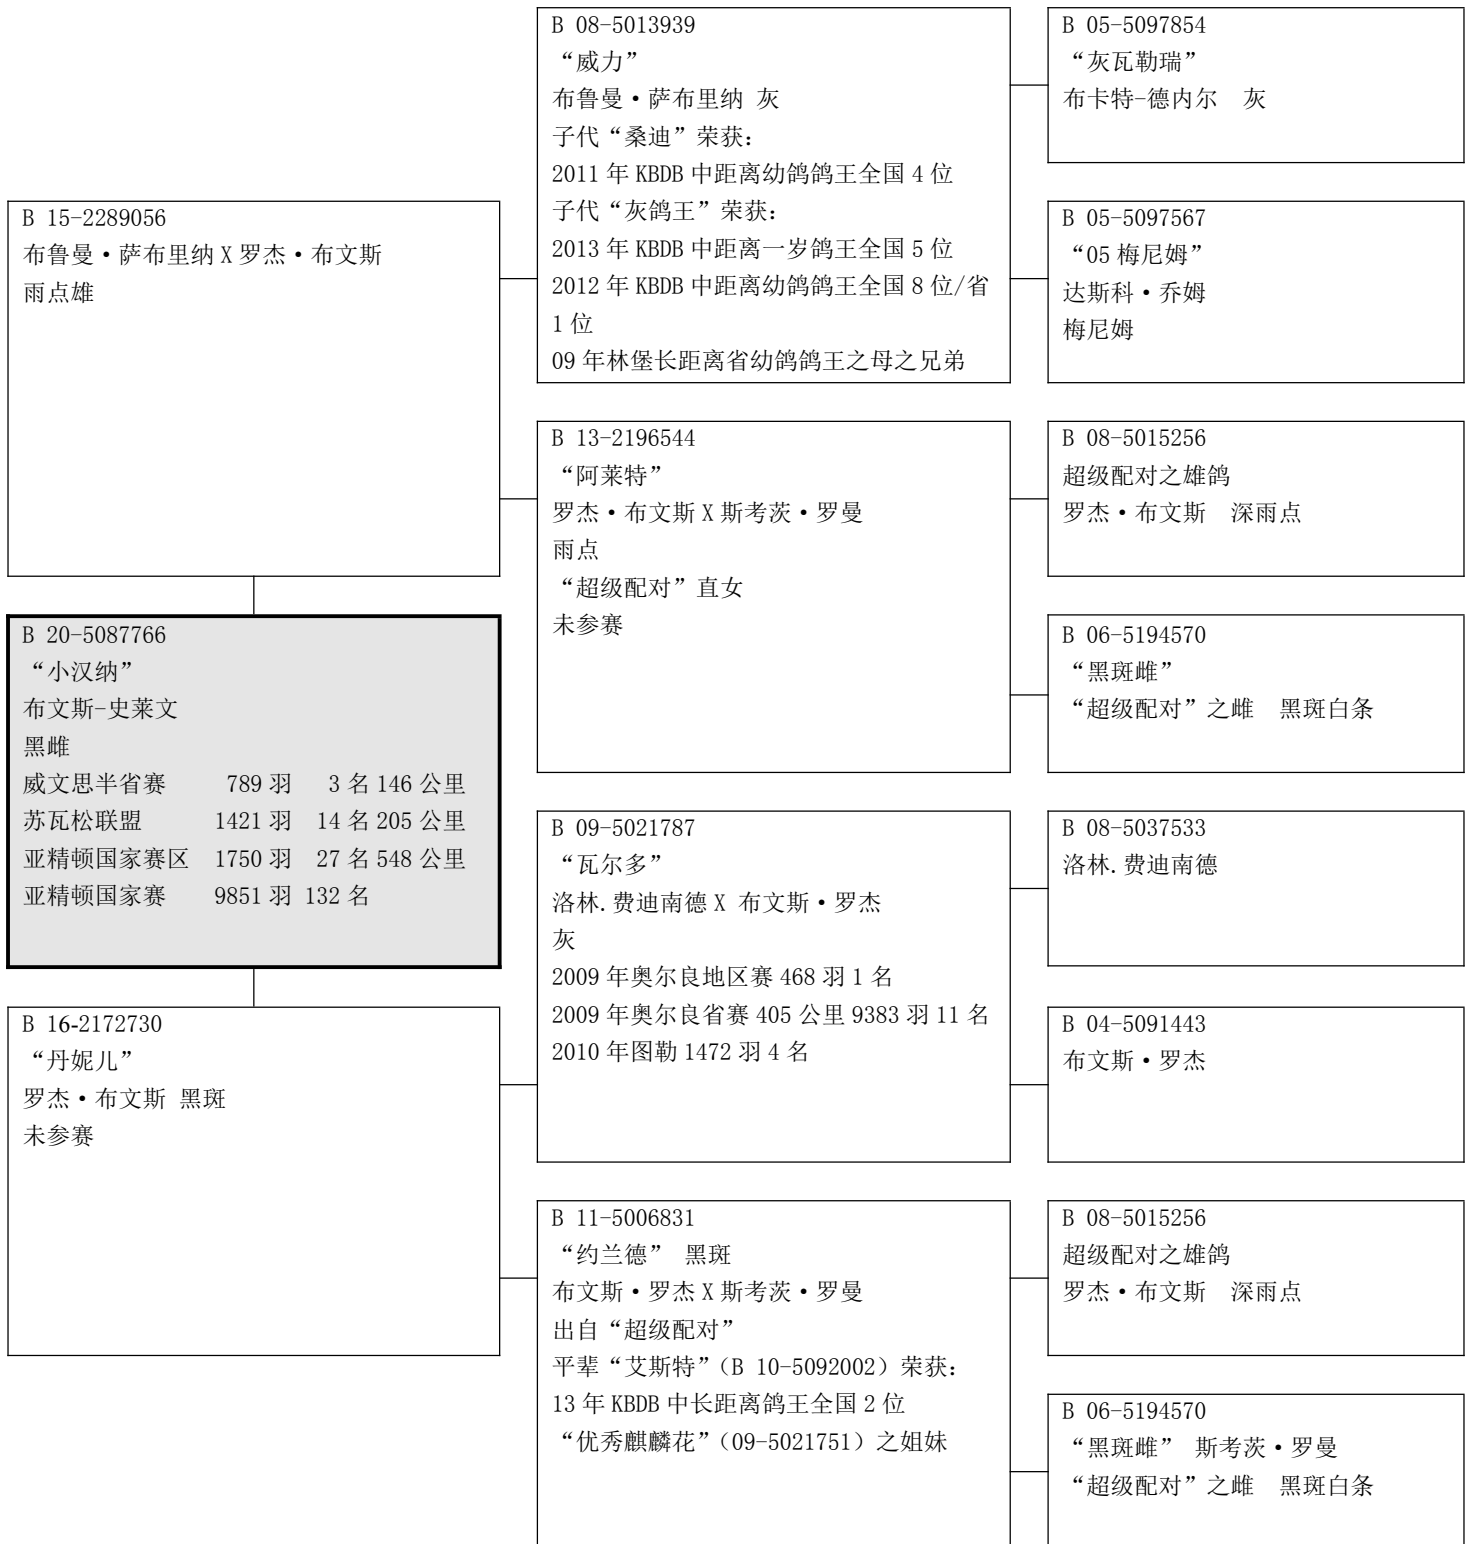 B 15-2289056
布鲁曼·萨布里纳 X 罗杰·布文斯
雨点雄
B 20-5087766
“小汉纳”
布文斯-史莱文
黑雌
威文思半省赛 789 羽 3 名 146 公里
苏瓦松联盟 1421 羽 14 名 205 公里
亚精顿国家赛区 1750 羽 27 名 548 公里
亚精顿国家赛 9851 羽 132 名
B 16-2172730
“丹妮儿”
罗杰·布文斯 黑斑
未参赛
B 08-5013939
“威力”
布鲁曼·萨布里纳 灰
子代“桑迪”荣获：
2011 年 KBDB 中距离幼鸽鸽王全国 4 位
子代“灰鸽王”荣获：
2013 年 KBDB 中距离一岁鸽王全国 5 位
2012 年 KBDB 中距离幼鸽鸽王全国 8 位/省
1 位
09 年林堡长距离省幼鸽鸽王之母之兄弟
B 13-2196544
“阿莱特”
罗杰·布文斯 X 斯考茨·罗曼
雨点
“超级配对”直女
未参赛
B 09-5021787
“瓦尔多”
洛林.费迪南德 X 布文斯·罗杰
灰
2009 年奥尔良地区赛 468 羽 1 名
2009 年奥尔良省赛 405 公里 9383 羽 11 名
2010 年图勒 1472 羽 4 名
B 11-5006831
“约兰德” 黑斑
布文斯·罗杰 X 斯考茨·罗曼
出自“超级配对”
平辈“艾斯特”（B 10-5092002）荣获：
13 年 KBDB 中长距离鸽王全国 2 位
“优秀麒麟花”（09-5021751）之姐妹
B 05-5097854
“灰瓦勒瑞”
布卡特-德内尔 灰
B 05-5097567
“05 梅尼姆”
达斯科·乔姆
梅尼姆
B 08-5015256
超级配对之雄鸽
罗杰·布文斯 深雨点
B 06-5194570
“黑斑雌”
“超级配对”之雌 黑斑白条
B 08-5037533
洛林.费迪南德
B 04-5091443
布文斯·罗杰
B 08-5015256
超级配对之雄鸽
罗杰·布文斯 深雨点
B 06-5194570
“黑斑雌” 斯考茨·罗曼
“超级配对”之雌 黑斑白条